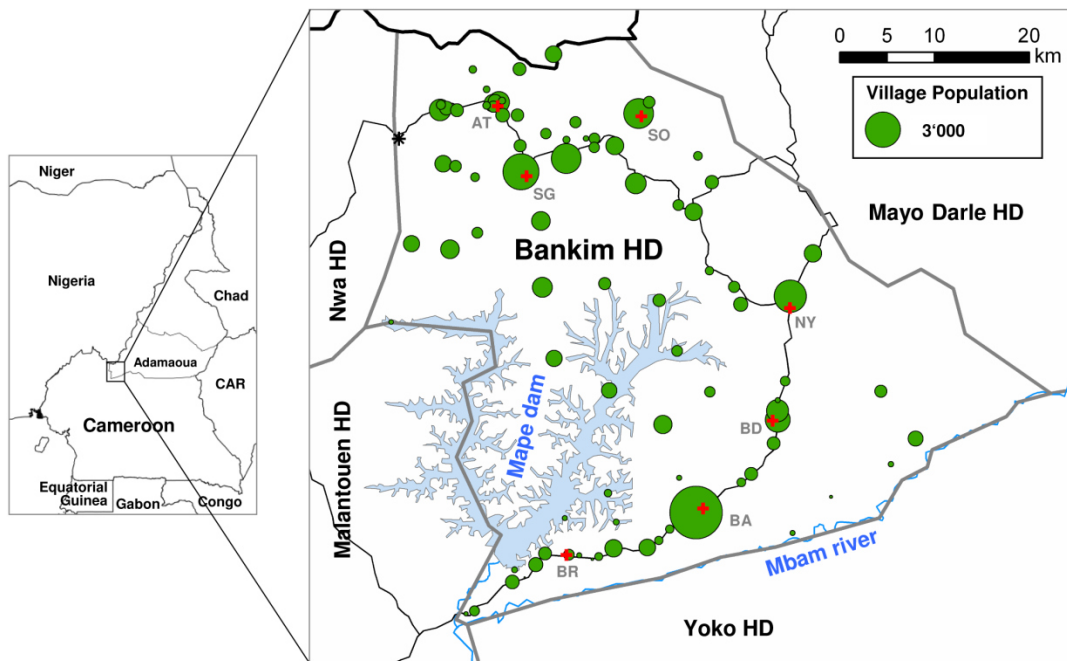 Niger
Nigeria
Chad
Adamaoua
CAR
Cameroon
Equatorial
Guinea
Gabon
Congo
0 5 10 20
km
Village Population
3‘000
AT
SO
SG
Mayo Darle HD
Bankim HD
Nwa HD
NY
Mape dam
Malantouen HD
BD
BA
BR
Mbam river
Yoko HD